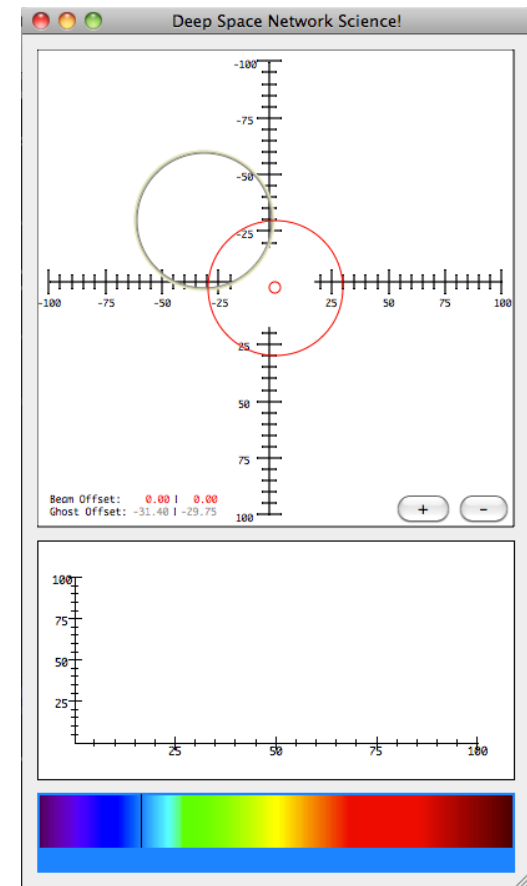 Deep Space Network Science!
-100
-75
-50
-25
-100 -75 -50 -25 25 50 75 100
25
50
75
100
Beam Offset: 0.00 | 0.00
Ghost Offset: -31.40 | -29.75
+ -
100
75
50
25
25 50 75 100